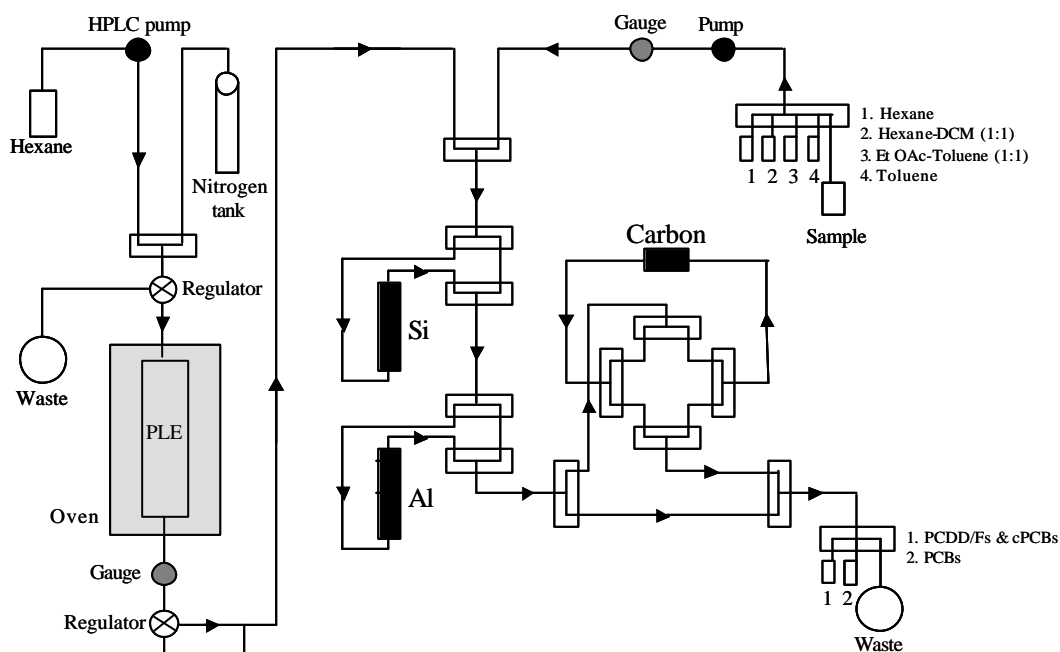 HPLC pump
Gauge
Pump
Hexane
Nitrogen
tank
1. Hexane
2. Hexane-DCM (1:1)
3. Et OAc-Toluene (1:1)
4. Toluene
1 2 3 4
Sample
Carbon
Regulator
Si
Waste
PLE
Al
Oven
1. PCDD/Fs & cPCBs
2. PCBs
Gauge
1 2
Regulator
Waste